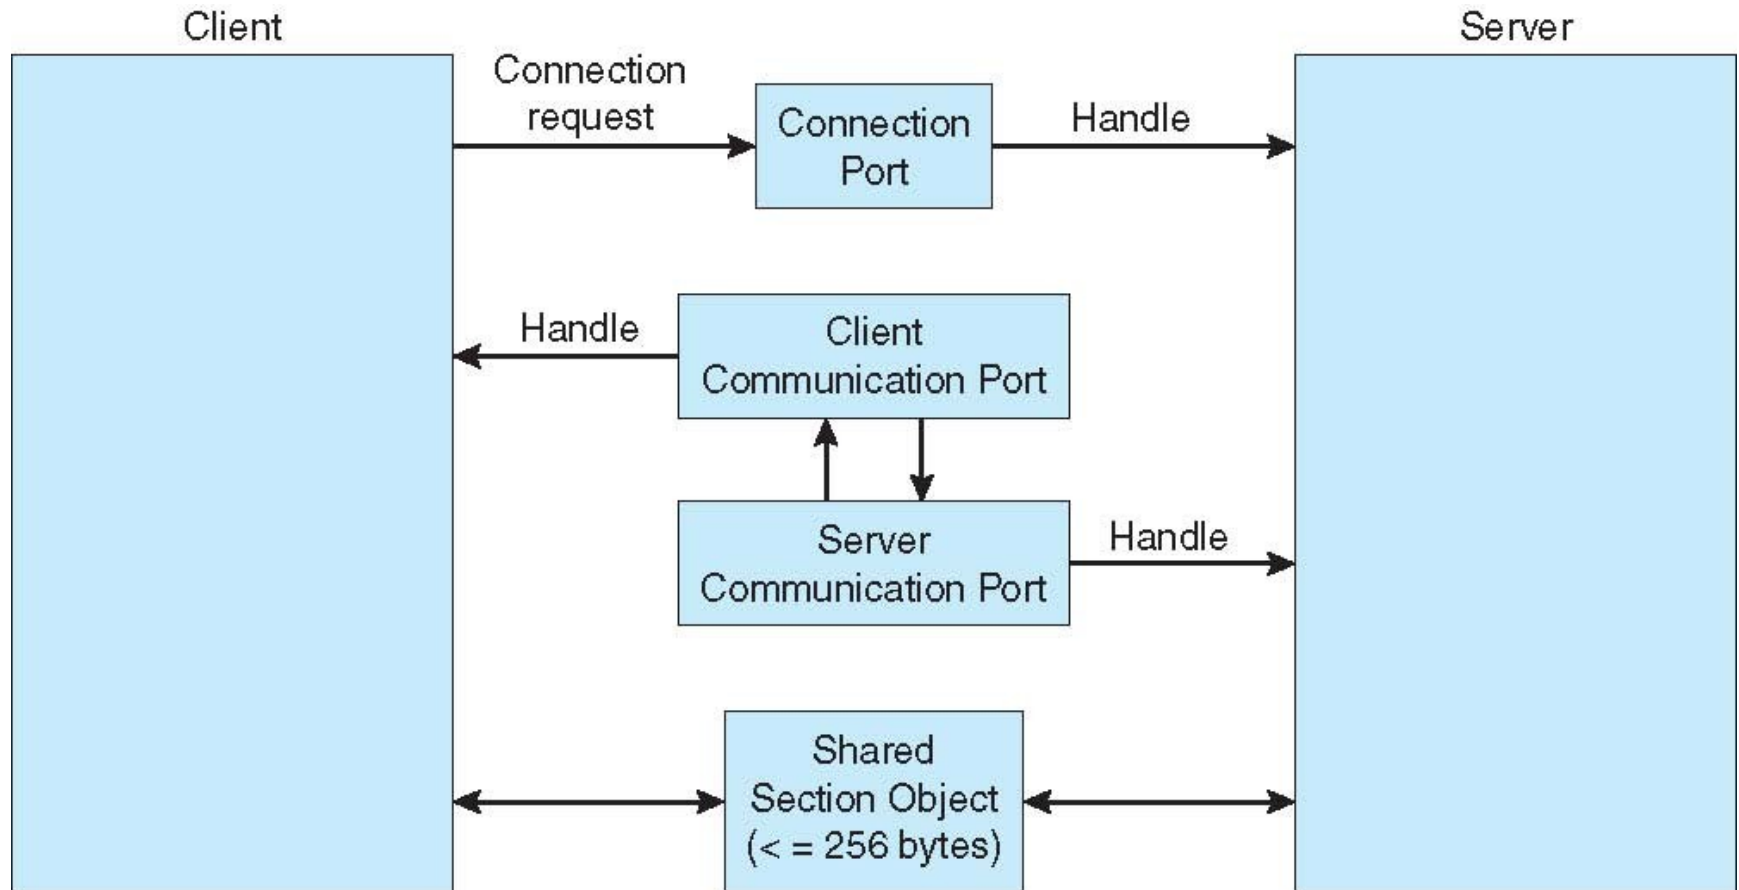 Client
Server
Connection
request
Connection
Port
Handle
Handle
Client
Communication Port
Server
Communication Port
Handle
Shared
Section Object
(< = 256 bytes)